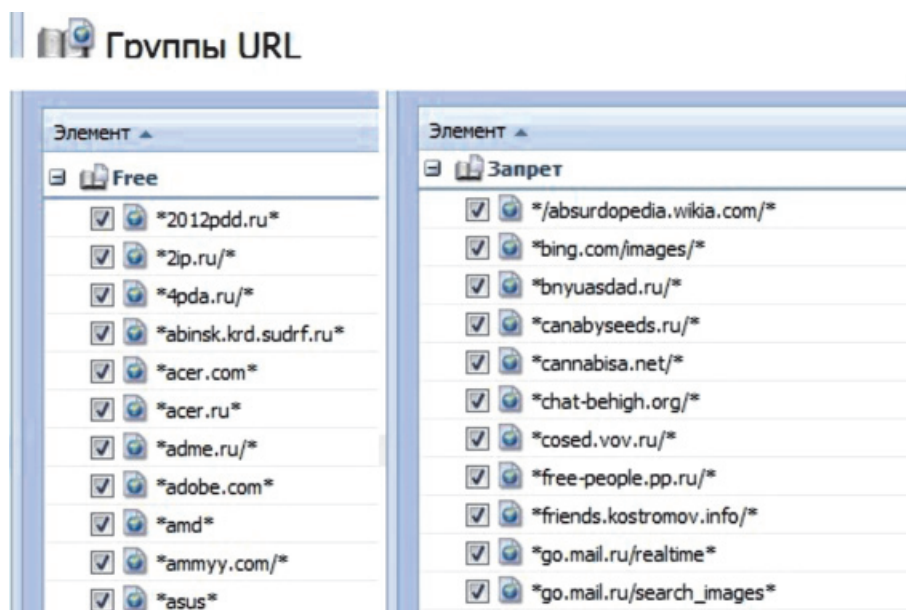 Группы URL
Элемент
Free
*2012pdd.ru*
*2ip.ru/*
*4pda.ru/*
*abinsk.krd.sudrf.ru*
*acer.com*
*acer.ru*
*adme.ru/*
*adobe.com*
*amd*
*ammyy.com/*
*asus*
Элемент
Запрет
*/absurdopedia.wikia.com/*
*bing.com/images/*
*bnyuasdad.ru/*
*canabyseeds.ru/*
*cannabisa.net/*
*chat-behigh.org/*
*cosed.vov.ru/*
*free-people.pp.ru/*
*friends.kostromov.info/*
*go.mail.ru/realtime*
*go.mail.ru/search_images*